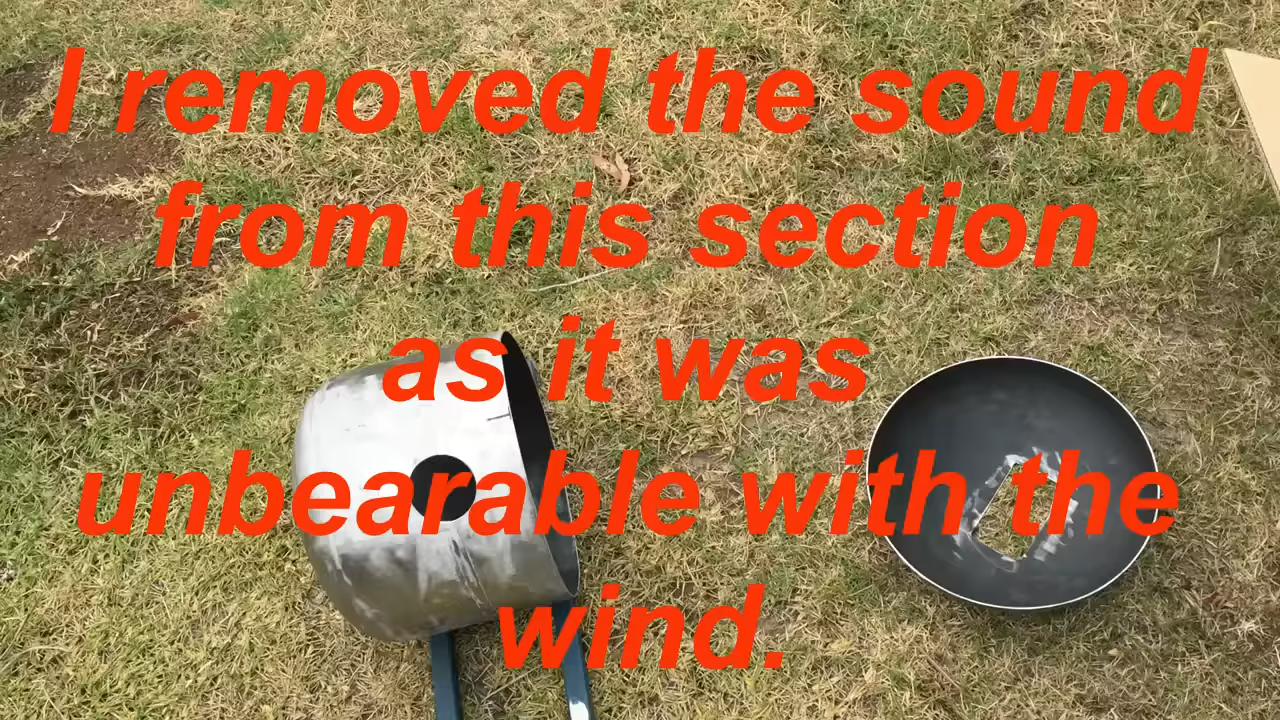 I removed the sound
from this section
as it was
unbearable with the
wind.